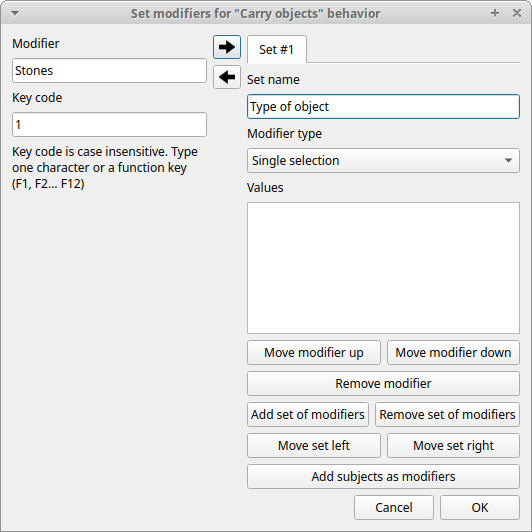 Set modifiers for "Carry objects" behavior
Modifier
Stones
Key code
1
Key code is case insensitive. Type
one character or a function key
(F1, F2... F12)
Set #1
Set name
Type of object
Modifier type
Single selection
Values
Move modifier up
Move modifier down
Remove modifier
Add set of modifiers
Remove set of modifiers
Move set left
Move set right
Add subjects as modifiers
Cancel
OK